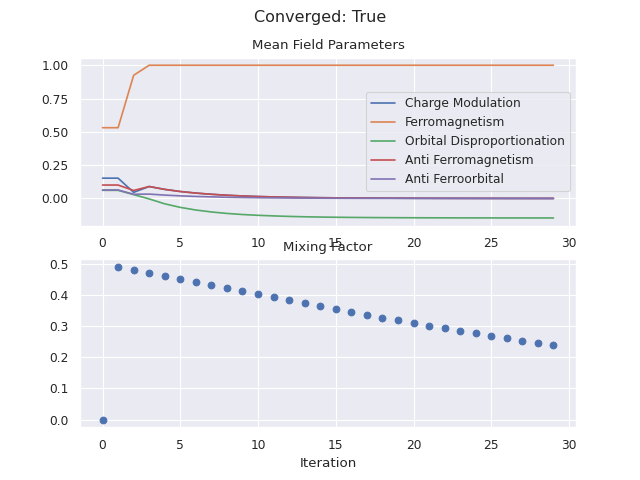 Converged: True
Mean Field Parameters
1.00
0.75
0.50
0.25
0.00
Charge Modulation
Ferromagnetism
Orbital Disproportionation
Anti Ferromagnetism
Anti Ferroorbital
0 5 10 15 20 25 30
Mixing Factor
0.5
0.4
0.3
0.2
0.1
0.0
0 5 10 15 20 25 30
Iteration